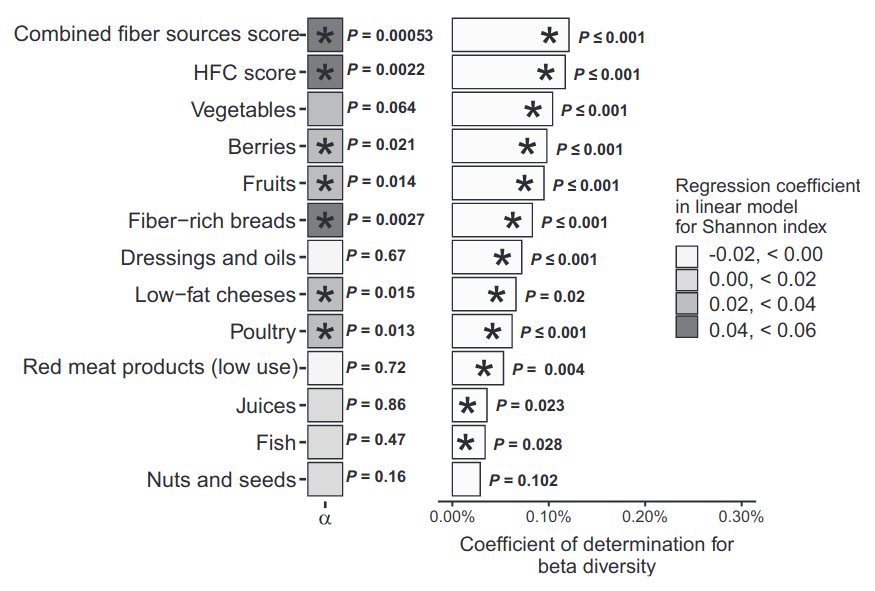 Combined fiber sources score * P = 0.00053 * P ≤ 0.001
HFC score * P = 0.0022 * P ≤ 0.001
Vegetables P = 0.064 * P ≤ 0.001
Berries * P = 0.021 * P ≤ 0.001
Fruits * P = 0.014 * P ≤ 0.001
Fiber−rich breads * P = 0.0027 * P ≤ 0.001
Dressings and oils P = 0.67 * P ≤ 0.001
Low−fat cheeses * P = 0.015 * P = 0.02
Poultry * P = 0.013 * P ≤ 0.001
Red meat products (low use) P = 0.72 * P = 0.004
Juices P = 0.86 * P = 0.023
Fish P = 0.47 * P = 0.028
Nuts and seeds P = 0.16 P = 0.102
α
0.00% 0.10% 0.20% 0.30%
Coefficient of determination for
beta diversity
Regression coefficient
in linear model
for Shannon index
-0.02, < 0.00
0.00, < 0.02
0.02, < 0.04
0.04, < 0.06